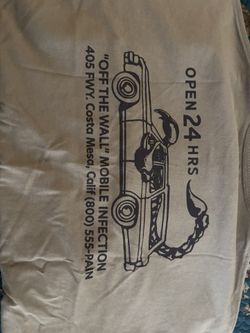 OPEN 24 HRS
"OFF THE WALL" MOBILE INFECTION
405 FWY. Costa Mesa, Calif (800) 555-PAIN